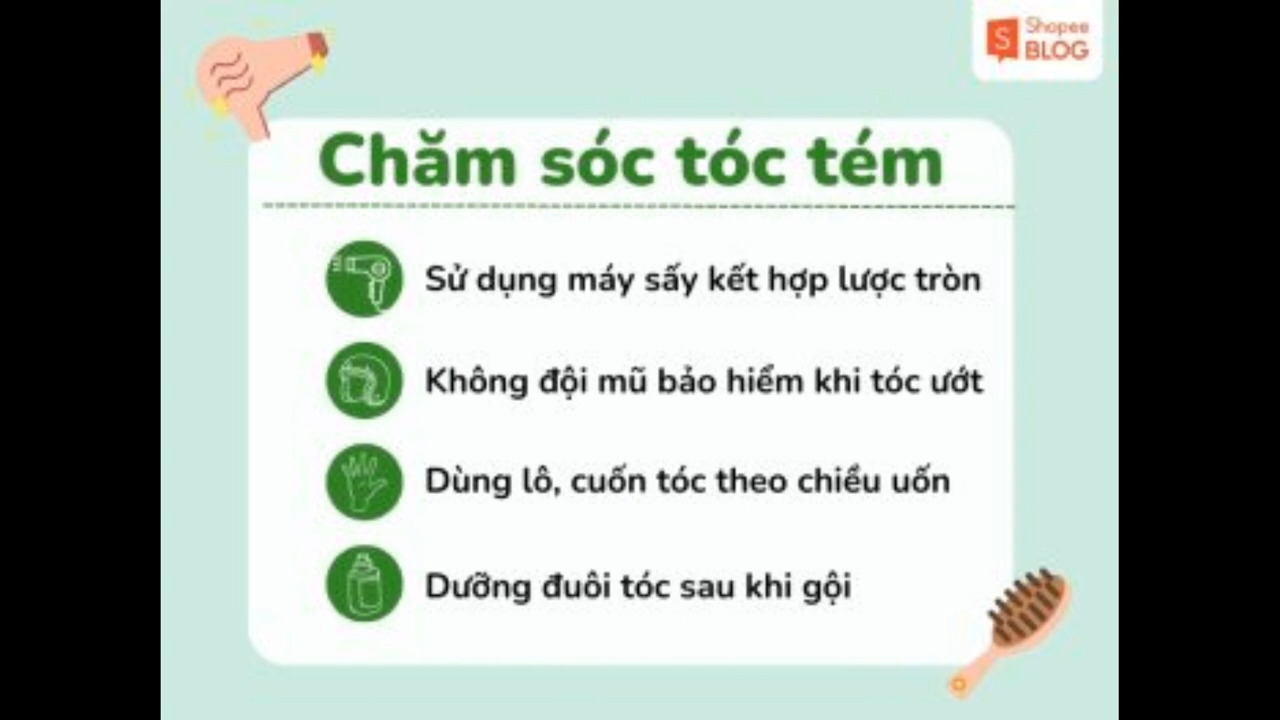 Shopee
BLOG
Chăm sóc tóc tém
Sử dụng máy sấy kết hợp lược tròn
Không đội mũ bảo hiểm khi tóc ướt
Dùng lô, cuốn tóc theo chiều uốn
Dưỡng đuôi tóc sau khi gội